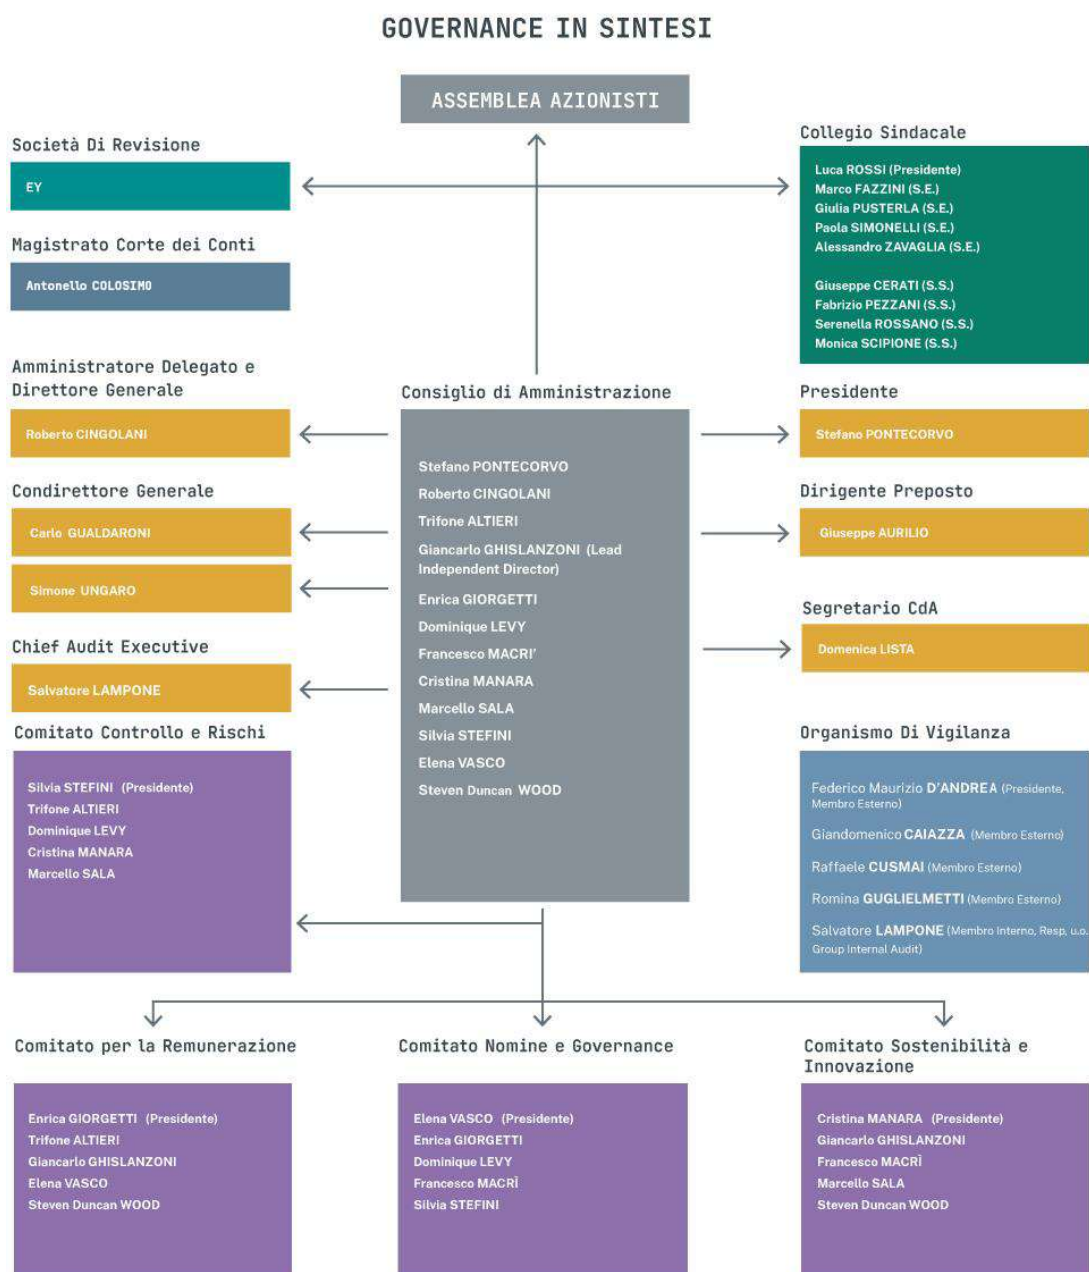 GOVERNANCE IN SINTESI
ASSEMBLEA AZIONISTI
Società Di Revisione
EY
Magistrato Corte dei Conti
Antonello COLOSIMO
Collegio Sindacale
Luca ROSSI (Presidente)
Marco FAZZINI (S.E.)
Giulia PUSTERLA (S.E.)
Paola SIMONELLI (S.E.)
Alessandro ZAVAGLIA (S.E.)
Giuseppe CERATI (S.S.)
Fabrizio PEZZANI (S.S.)
Serenella ROSSANO (S.S.)
Monica SCIPIONE (S.S.)
Amministratore Delegato e
Direttore Generale
Roberto CINGOLANI
Condirettore Generale
Carlo GUALDARONI
Simone UNGARO
Chief Audit Executive
Salvatore LAMPONE
Consiglio di Amministrazione
Stefano PONTECORVO
Roberto CINGOLANI
Trifone ALTIERI
Giancarlo GHISLANZONI (Lead
Independent Director)
Enrica GIORGETTI
Dominique LEVY
Francesco MACRI’
Cristina MANARA
Marcello SALA
Silvia STEFINI
Elena VASCO
Steven Duncan WOOD
Presidente
Stefano PONTECORVO
Dirigente Preposto
Giuseppe AURILIO
Segretario CdA
Domenica LISTA
Comitato Controllo e Rischi
Silvia STEFINI (Presidente)
Trifone ALTIERI
Dominique LEVY
Cristina MANARA
Marcello SALA
Organismo Di Vigilanza
Federico Maurizio D’ANDREA (Presidente,
Membro Esterno)
Giandomenico CAIAZZA (Membro Esterno)
Raffaele CUSMAI (Membro Esterno)
Romina GUGLIELMETTI (Membro Esterno)
Salvatore LAMPONE (Membro Interno, Resp, u.o.
Group Internal Audit)
Comitato per la Remunerazione
Enrica GIORGETTI (Presidente)
Trifone ALTIERI
Giancarlo GHISLANZONI
Elena VASCO
Steven Duncan WOOD
Comitato Nomine e Governance
Elena VASCO (Presidente)
Enrica GIORGETTI
Dominique LEVY
Francesco MACRÌ
Silvia STEFINI
Comitato Sostenibilità e
Innovazione
Cristina MANARA (Presidente)
Giancarlo GHISLANZONI
Francesco MACRÌ
Marcello SALA
Steven Duncan WOOD